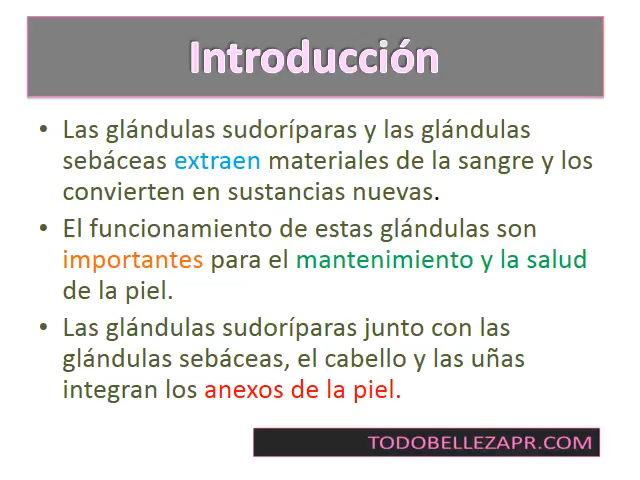 Introducción
• Las glándulas sudoríparas y las glándulas
sebáceas extraen materiales de la sangre y los
convierten en sustancias nuevas.
• El funcionamiento de estas glándulas son
importantes para el mantenimiento y la salud
de la piel.
• Las glándulas sudoríparas junto con las
glándulas sebáceas, el cabello y las uñas
integran los anexos de la piel.
TODOBELLEZAPR.COM